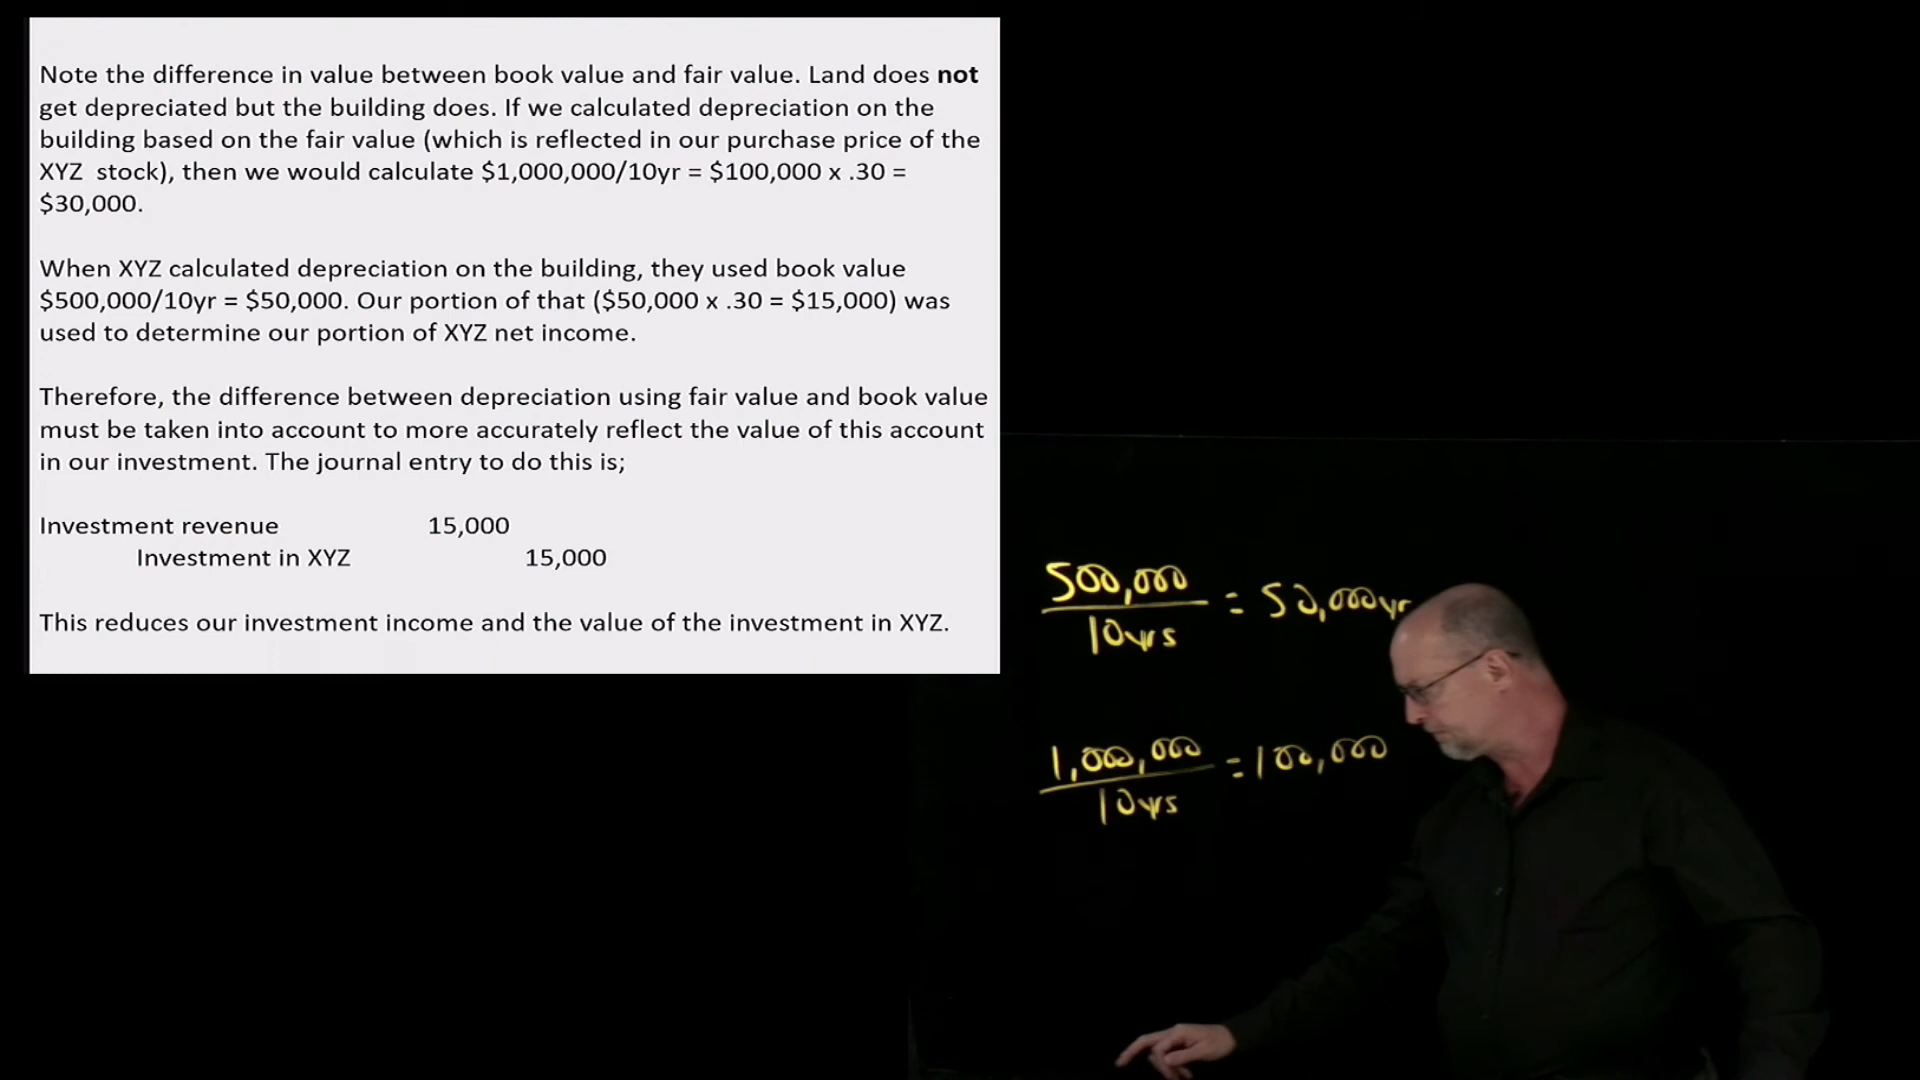 Note the difference in value between book value and fair value. Land does not
get depreciated but the building does. If we calculated depreciation on the
building based on the fair value (which is reflected in our purchase price of the
XYZ stock), then we would calculate $1,000,000/10yr = $100,000 x .30 =
$30,000.
When XYZ calculated depreciation on the building, they used book value
$500,000/10yr = $50,000. Our portion of that ($50,000 x .30 = $15,000) was
used to determine our portion of XYZ net income.
Therefore, the difference between depreciation using fair value and book value
must be taken into account to more accurately reflect the value of this account
in our investment. The journal entry to do this is;
Investment revenue 15,000
Investment in XYZ 15,000
This reduces our investment income and the value of the investment in XYZ.
500,000
10yrs
= 50,000yr
1,000,000
10yrs
= 100,000